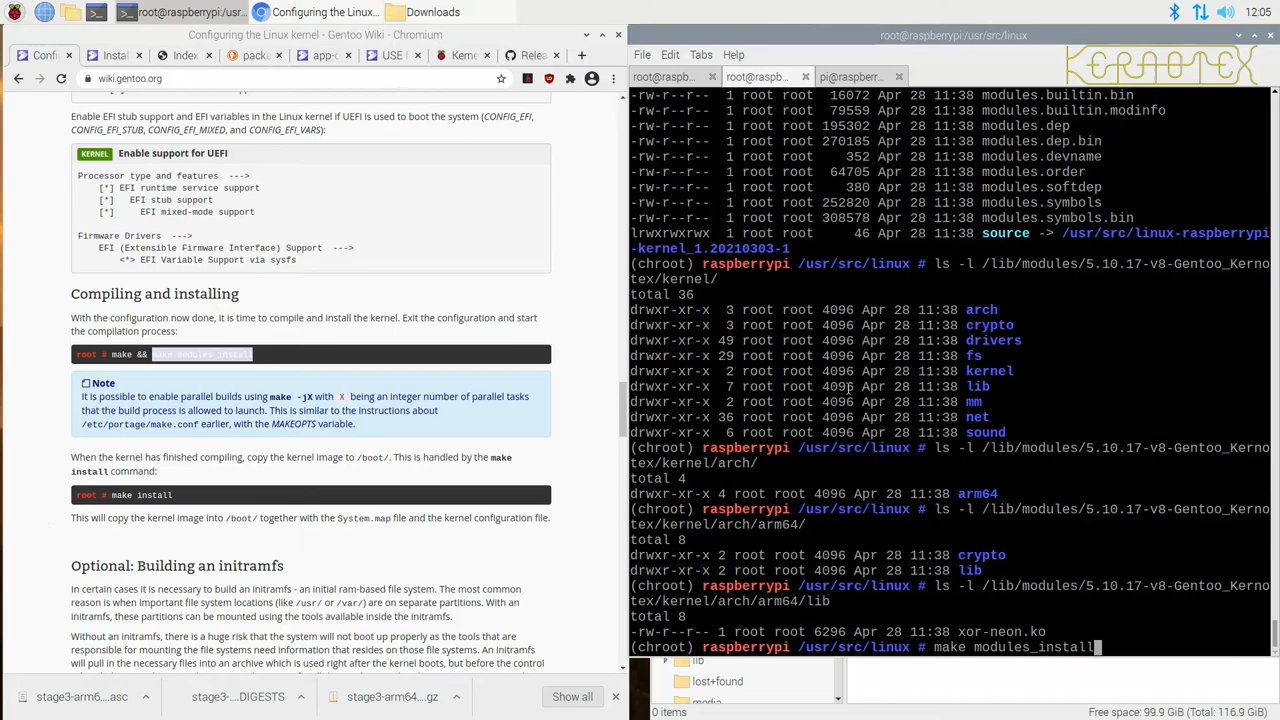 root@raspberrypi:/usr...
Configuring the Linux...
Downloads
12:05
Configuring the Linux kernel - Gentoo Wiki - Chromium
Confi
Instal
Index
packa
app-c
USE
Kerne
Relea
wiki.gentoo.org
Enable EFI stub support and EFI variables in the Linux kernel if UEFI is used to boot the system (CONFIG_EFI,
CONFIG_EFI_STUB, CONFIG_EFI_MIXED, and CONFIG_EFI_VARS):
KERNEL Enable support for UEFI
Processor type and features --->
[*] EFI runtime service support
[*] EFI stub support
[*] EFI mixed-mode support
Firmware Drivers --->
EFI (Extensible Firmware Interface) Support --->
<*> EFI Variable Support via sysfs
Compiling and installing
With the configuration now done, it is time to compile and install the kernel. Exit the configuration and start
the compilation process:
root # make && make modules_install
Note
It is possible to enable parallel builds using make -jX with X being an integer number of parallel tasks
that the build process is allowed to launch. This is similar to the instructions about
/etc/portage/make.conf earlier, with the MAKEOPTS variable.
When the kernel has finished compiling, copy the kernel image to /boot/. This is handled by the make
install command:
root # make install
This will copy the kernel image into /boot/ together with the System.map file and the kernel configuration file.
Optional: Building an initramfs
In certain cases it is necessary to build an initramfs - an initial ram-based file system. The most common
reason is when important file system locations (like /usr/ or /var/) are on separate partitions. With an
initramfs, these partitions can be mounted using the tools available inside the initramfs.
Without an initramfs, there is a huge risk that the system will not boot up properly as the tools that are
responsible for mounting the file systems need information that resides on those file systems. An initramfs
will pull in the necessary files into an archive which is used right after the kernel boots, but before the control
stage3-arm6....asc
stage3-....DIGESTS
stage3-arm64....gz
Show all
root@raspberrypi:/usr/src/linux
File Edit Tabs Help
KERNOTEX
root@raspb...
root@raspb...
pi@raspberr...
-rw-r--r-- 1 root root 16072 Apr 28 11:38 modules.builtin.bin
-rw-r--r-- 1 root root 79559 Apr 28 11:38 modules.builtin.modinfo
-rw-r--r-- 1 root root 195302 Apr 28 11:38 modules.dep
-rw-r--r-- 1 root root 270185 Apr 28 11:38 modules.dep.bin
-rw-r--r-- 1 root root 352 Apr 28 11:38 modules.devname
-rw-r--r-- 1 root root 64705 Apr 28 11:38 modules.order
-rw-r--r-- 1 root root 380 Apr 28 11:38 modules.softdep
-rw-r--r-- 1 root root 252820 Apr 28 11:38 modules.symbols
-rw-r--r-- 1 root root 308578 Apr 28 11:38 modules.symbols.bin
lrwxrwxrwx 1 root root 46 Apr 28 11:38 source -> /usr/src/linux-raspberrypi
-kernel_1.20210303-1
(chroot) raspberrypi /usr/src/linux # ls -l /lib/modules/5.10.17-v8-Gentoo_Kerno
tex/kernel/
total 36
drwxr-xr-x 3 root root 4096 Apr 28 11:38 arch
drwxr-xr-x 3 root root 4096 Apr 28 11:38 crypto
drwxr-xr-x 49 root root 4096 Apr 28 11:38 drivers
drwxr-xr-x 29 root root 4096 Apr 28 11:38 fs
drwxr-xr-x 2 root root 4096 Apr 28 11:38 kernel
drwxr-xr-x 7 root root 4096 Apr 28 11:38 lib
drwxr-xr-x 2 root root 4096 Apr 28 11:38 mm
drwxr-xr-x 36 root root 4096 Apr 28 11:38 net
drwxr-xr-x 6 root root 4096 Apr 28 11:38 sound
(chroot) raspberrypi /usr/src/linux # ls -l /lib/modules/5.10.17-v8-Gentoo_Kerno
tex/kernel/arch/
total 4
drwxr-xr-x 4 root root 4096 Apr 28 11:38 arm64
(chroot) raspberrypi /usr/src/linux # ls -l /lib/modules/5.10.17-v8-Gentoo_Kerno
tex/kernel/arch/arm64/
total 8
drwxr-xr-x 2 root root 4096 Apr 28 11:38 crypto
drwxr-xr-x 2 root root 4096 Apr 28 11:38 lib
(chroot) raspberrypi /usr/src/linux # ls -l /lib/modules/5.10.17-v8-Gentoo_Kerno
tex/kernel/arch/arm64/lib
total 8
-rw-r--r-- 1 root root 6296 Apr 28 11:38 xor-neon.ko
(chroot) raspberrypi /usr/src/linux # make modules_install
lib
lost+found
media
0 items
Free space: 99.9 GiB (Total: 116.9 GiB)